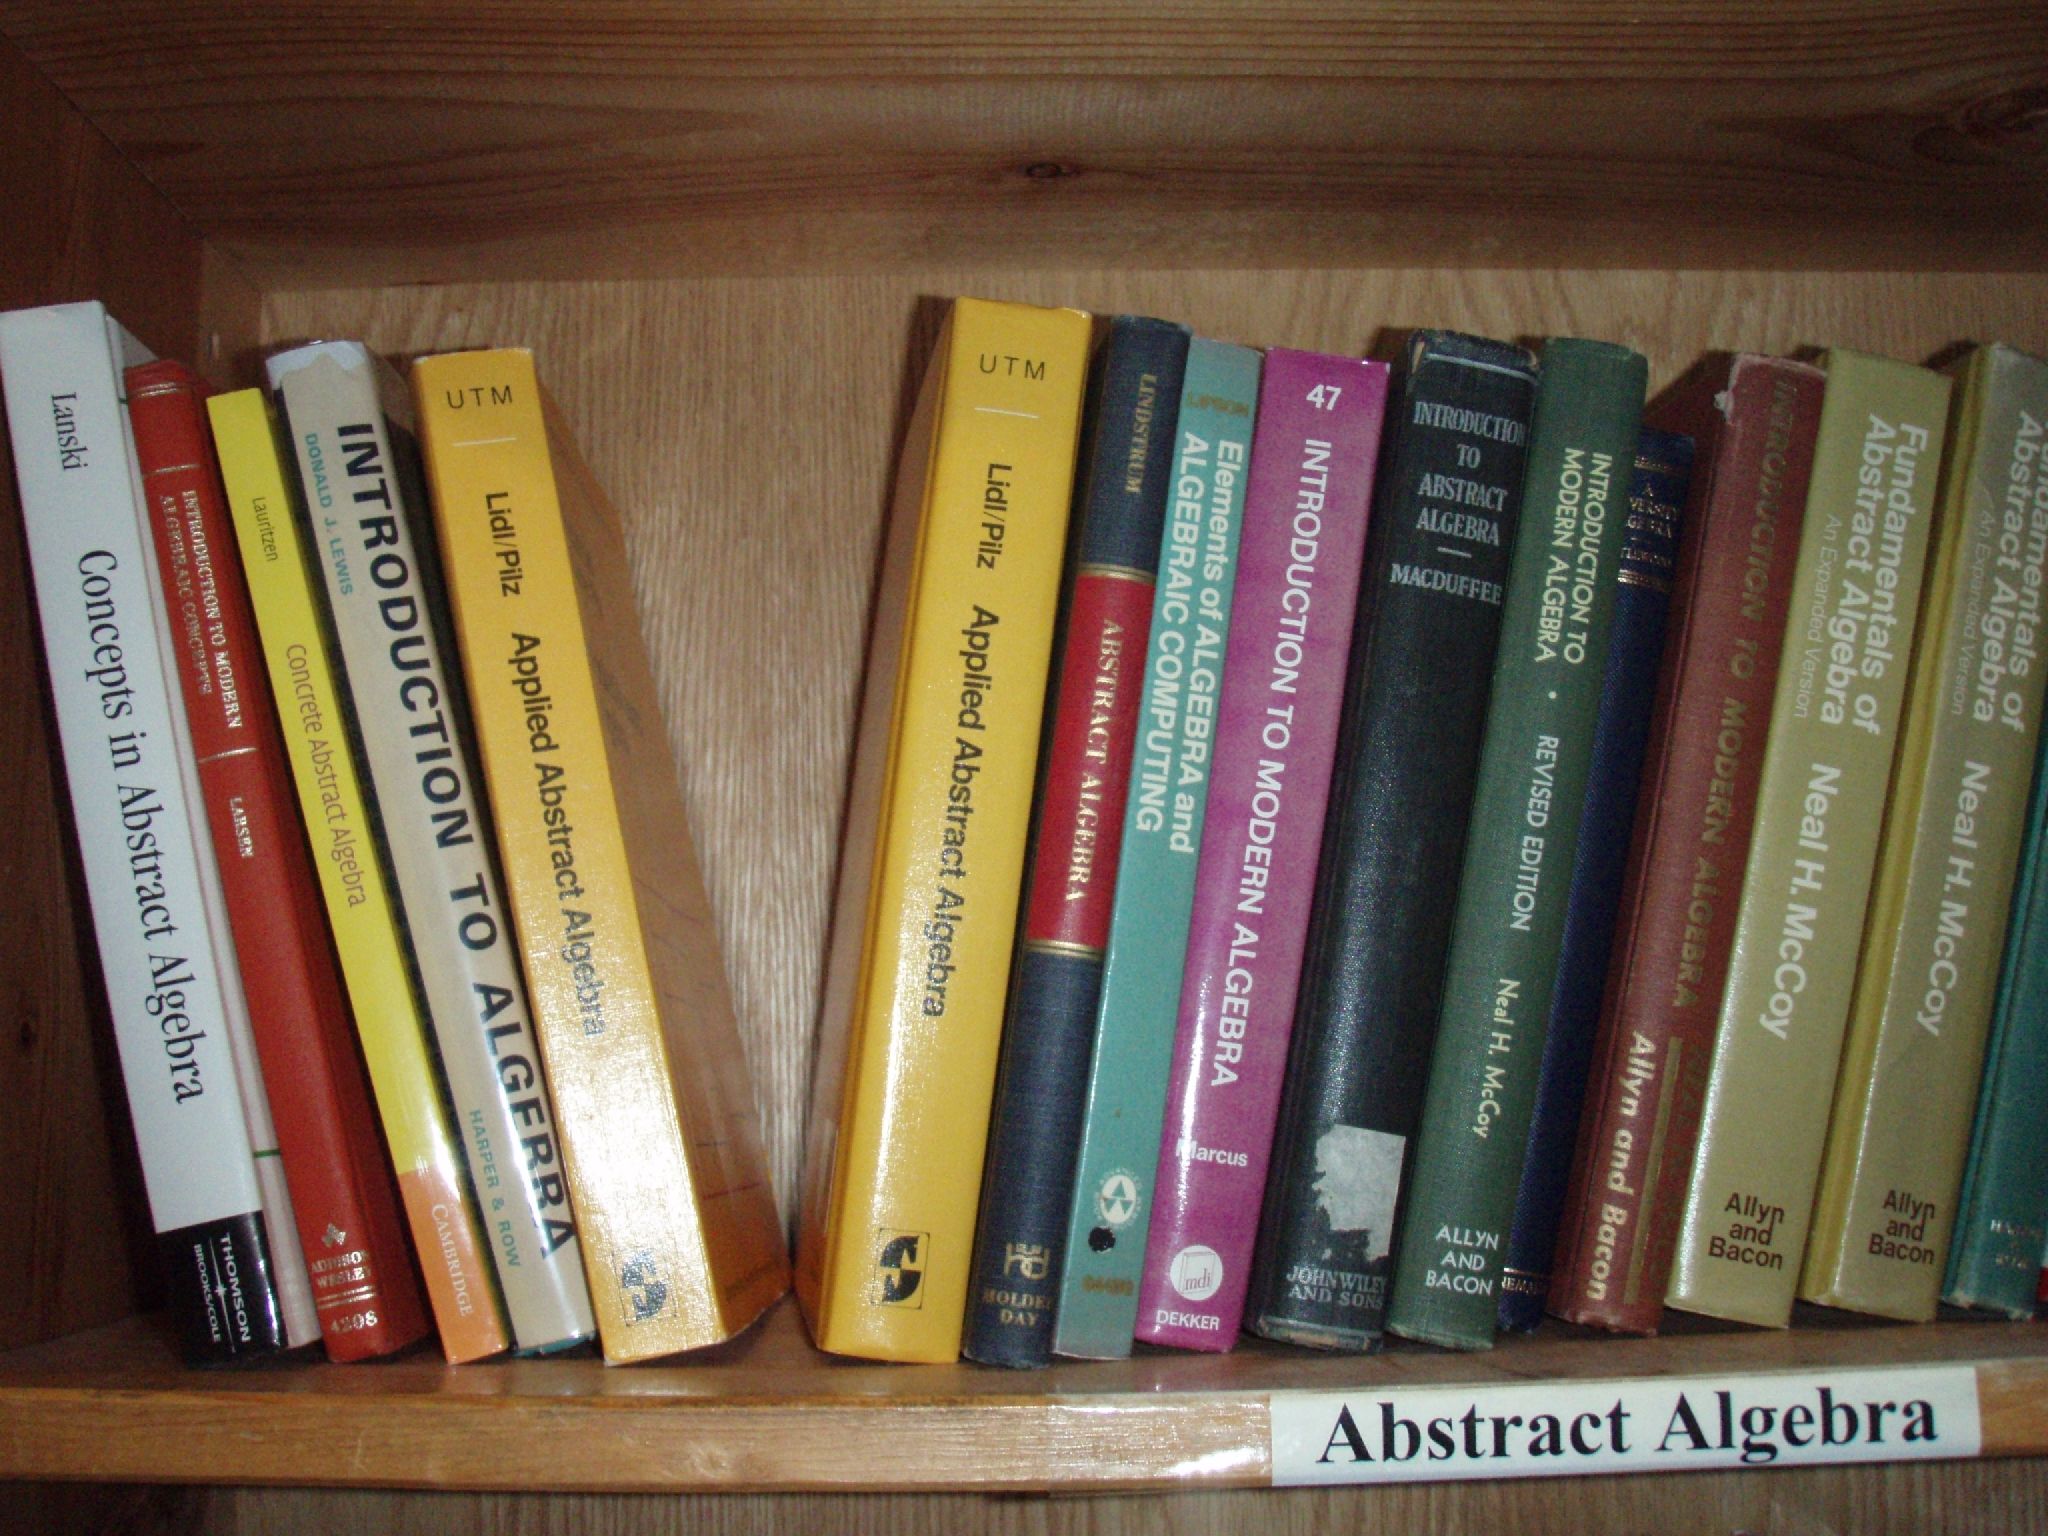 Lanski
Concepts in Abstract Algebra
THOMSON
BROOKS/COLE
INTRODUCTION TO MODERN
ALGEBRAIC CONCEPTS
LARSEN
ADDISON
WESLEY
4208
Lauritzen
Concrete Abstract Algebra
CAMBRIDGE
INTRODUCTION TO ALGEBRA
DONALD J. LEWIS
HARPER & ROW
UTM
Lidl/Pilz
Applied Abstract Algebra
UTM
Lidl/Pilz
Applied Abstract Algebra
LINDSTRUM
ABSTRACT ALGEBRA
HOLDEN
DAY
LIPSON
Elements of ALGEBRA and
ALGEBRAIC COMPUTING
47
INTRODUCTION TO MODERN ALGEBRA
Marcus
mdi
DEKKER
INTRODUCTION
TO
ABSTRACT
ALGEBRA
MACDUFFEE
JOHN WILEY
AND SONS
INTRODUCTION TO
MODERN ALGEBRA • REVISED EDITION
Neal H. McCoy
ALLYN
AND
BACON
INTRODUCTION TO MODERN ALGEBRA
Allyn and Bacon
Fundamentals of
Abstract Algebra
An Expanded Version
Neal H. McCoy
Allyn
and
Bacon
Fundamentals of
Abstract Algebra
An Expanded Version
Neal H. McCoy
Allyn
and
Bacon
Abstract Algebra